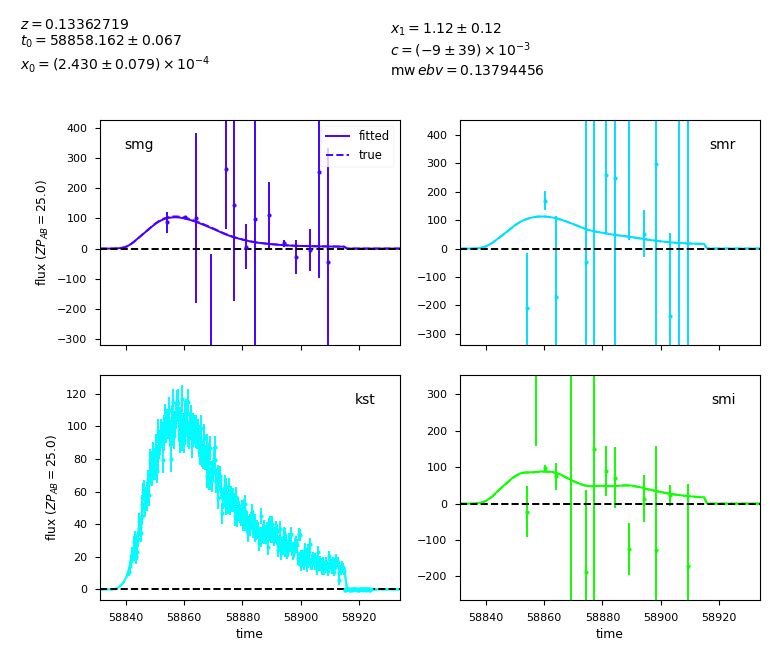 z = 0.13362719
t₀ = 58858.162 ± 0.067
x₀ = (2.430 ± 0.079) × 10⁻⁴
x₁ = 1.12 ± 0.12
c = (−9 ± 39) × 10⁻³
mw ebv = 0.13794456
smg
fitted
true
400
300
200
100
0
−100
−200
−300
flux (ZP_AB = 25.0)
smr
400
300
200
100
0
−100
−200
−300
kst
120
100
80
60
40
20
0
flux (ZP_AB = 25.0)
58840 58860 58880 58900 58920
time
smi
300
200
100
0
−100
−200
58840 58860 58880 58900 58920
time